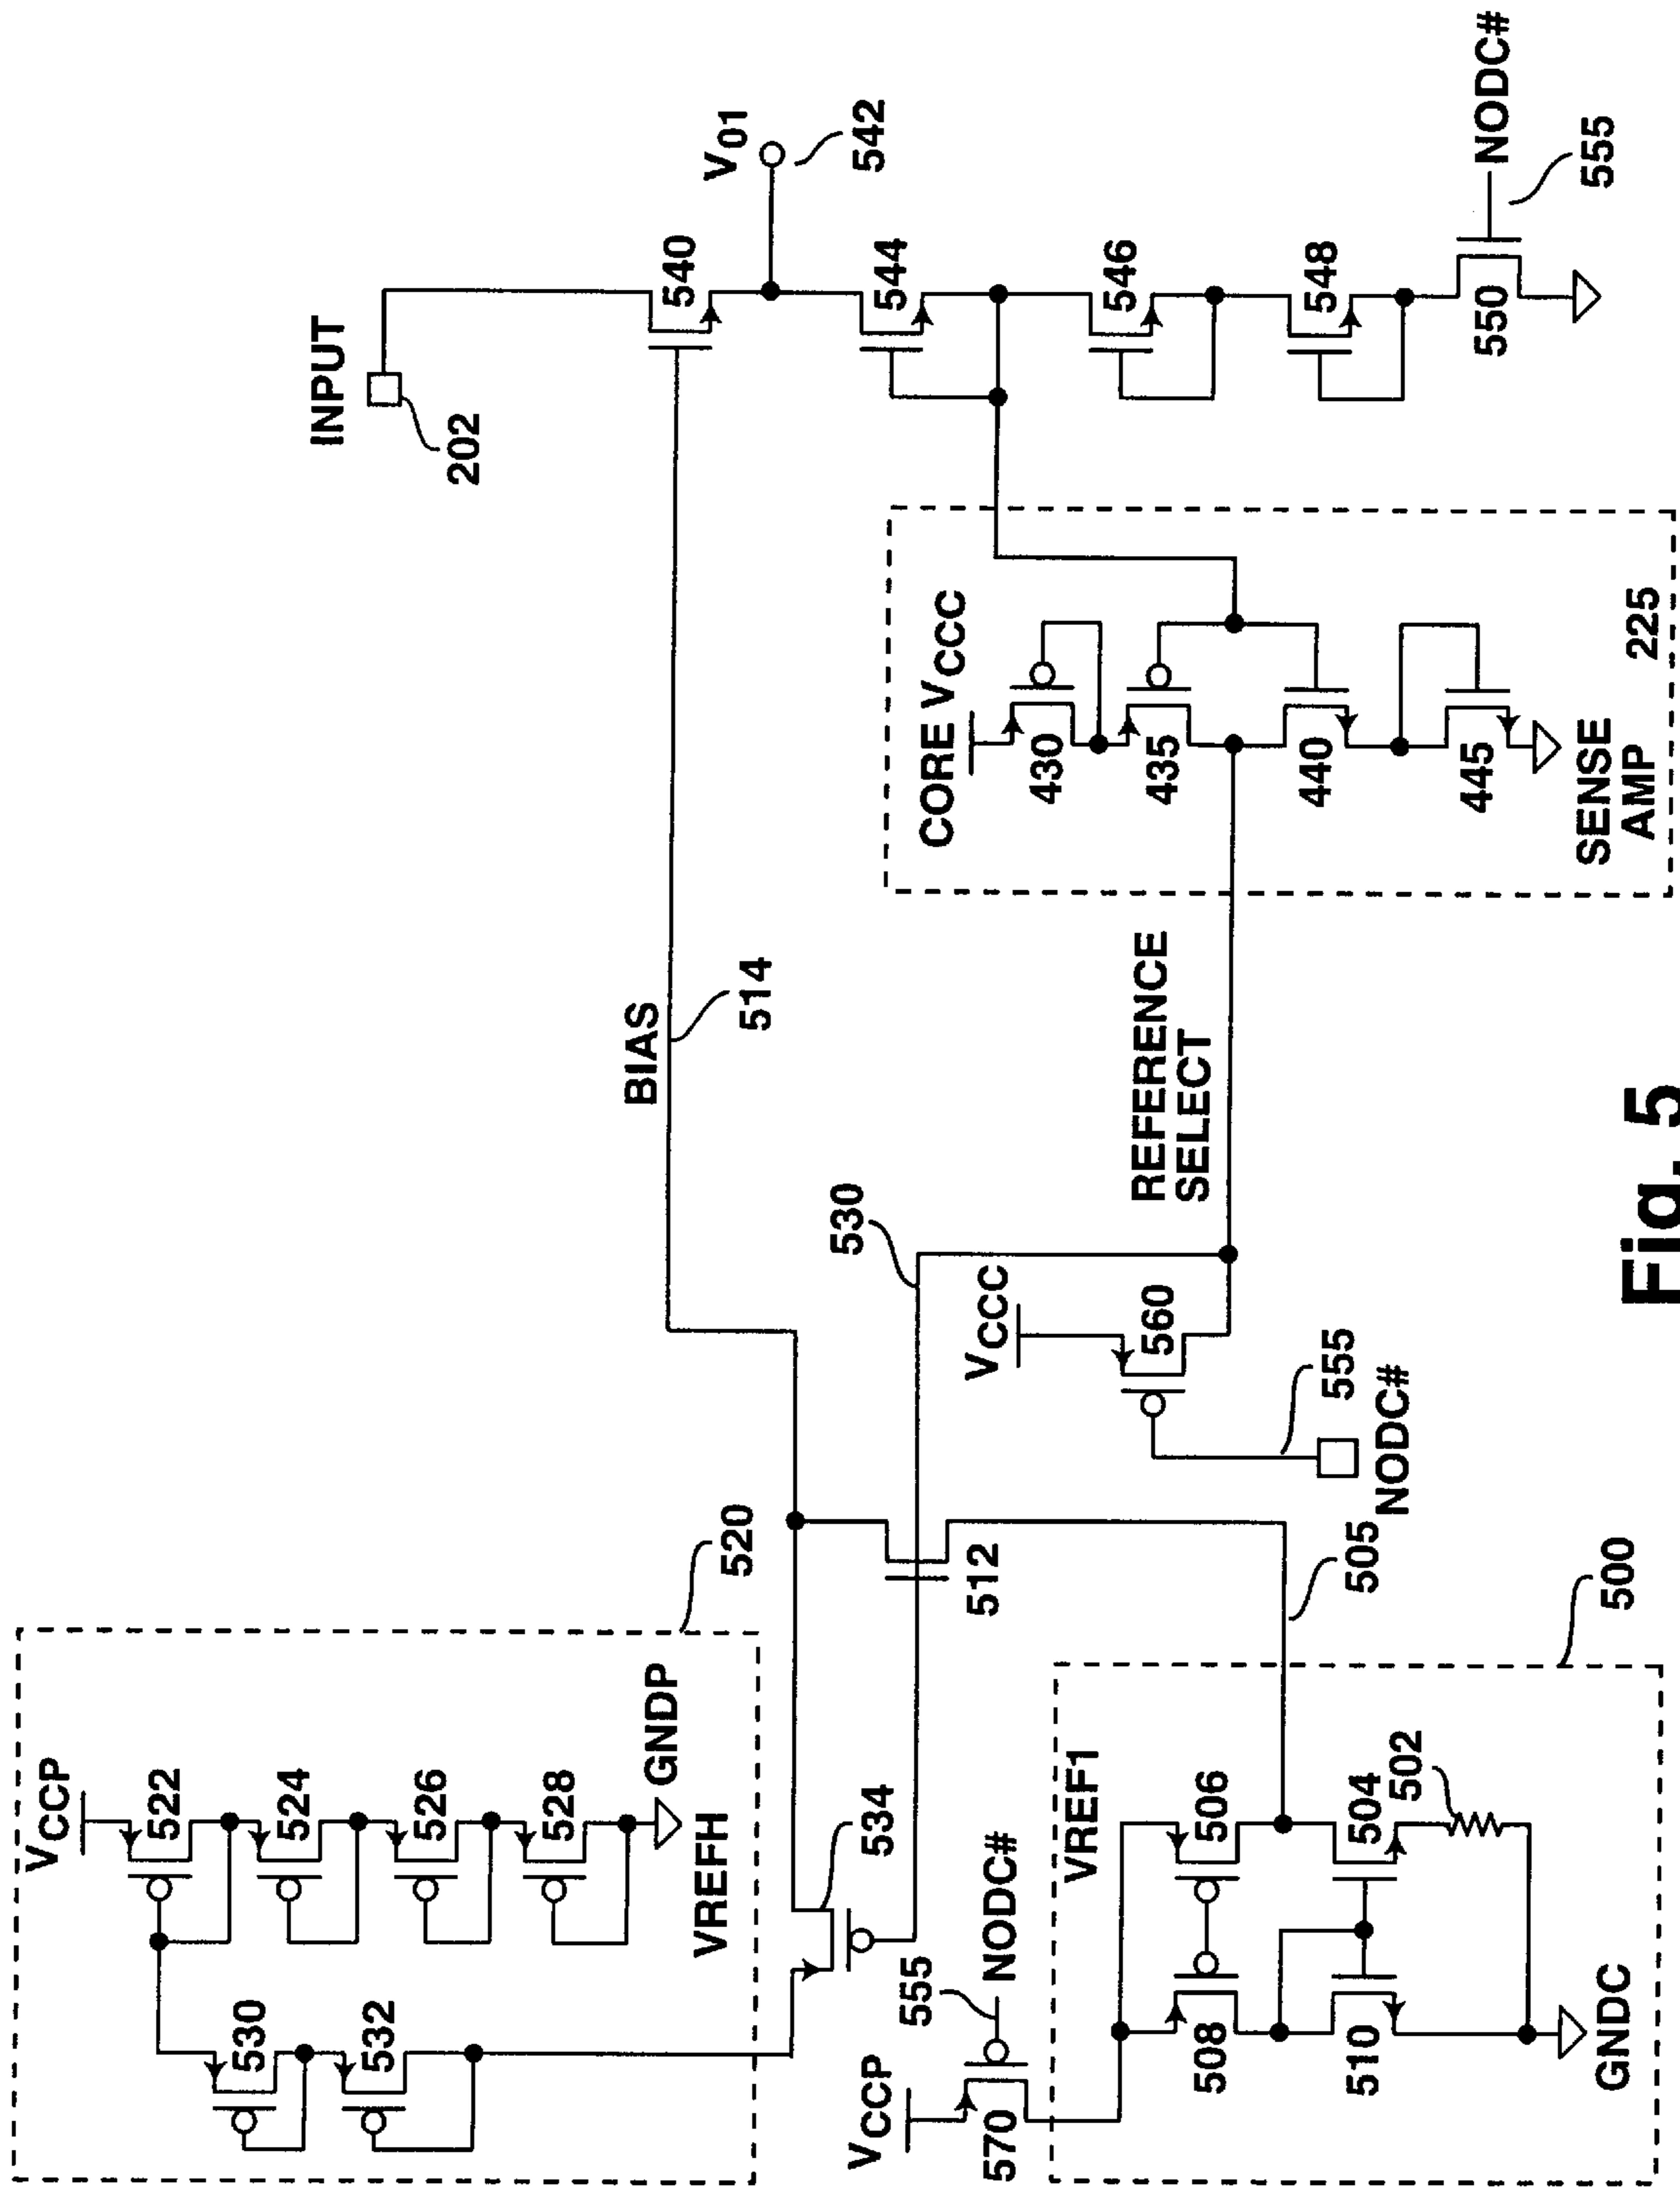 INPUT
202
540
V01
542
544
546
548
550
NODC#
555
BIAS
514
CORE VCCC
430
435
440
445
SENSE
AMP
225
REFERENCE
SELECT
530
VCCC
560
555
NODC#
520
VCCP
522
524
526
528
GNDP
VREFH
530
532
534
512
505
500
VCCP
570
555
NODC#
VREF1
506
508
504
502
510
GNDC
Fig. 5